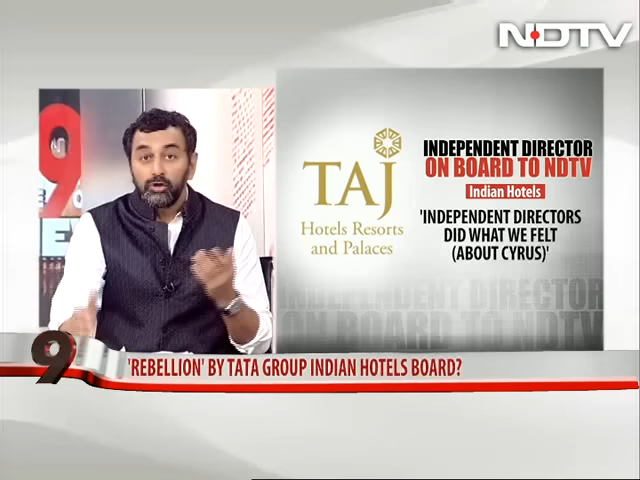 NDTV
TAJ
Hotels Resorts
and Palaces
INDEPENDENT DIRECTOR
ON BOARD TO NDTV
Indian Hotels
'INDEPENDENT DIRECTORS
DID WHAT WE FELT
(ABOUT CYRUS)'
INDEPENDENT DIRECTOR
ON BOARD TO NDTV
9
9
'REBELLION' BY TATA GROUP INDIAN HOTELS BOARD?